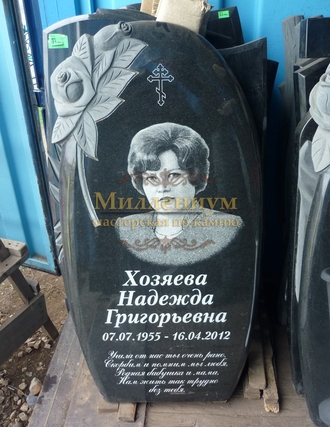 Миллениум
мастерская по камню
Хозяева
Надежда
Григорьевна
07.07.1955 - 16.04.2012
Ушла от нас ты очень рано.
Скорбим и помним мы любя.
Родная бабушка и мама.
Нам жить так трудно
без тебя.